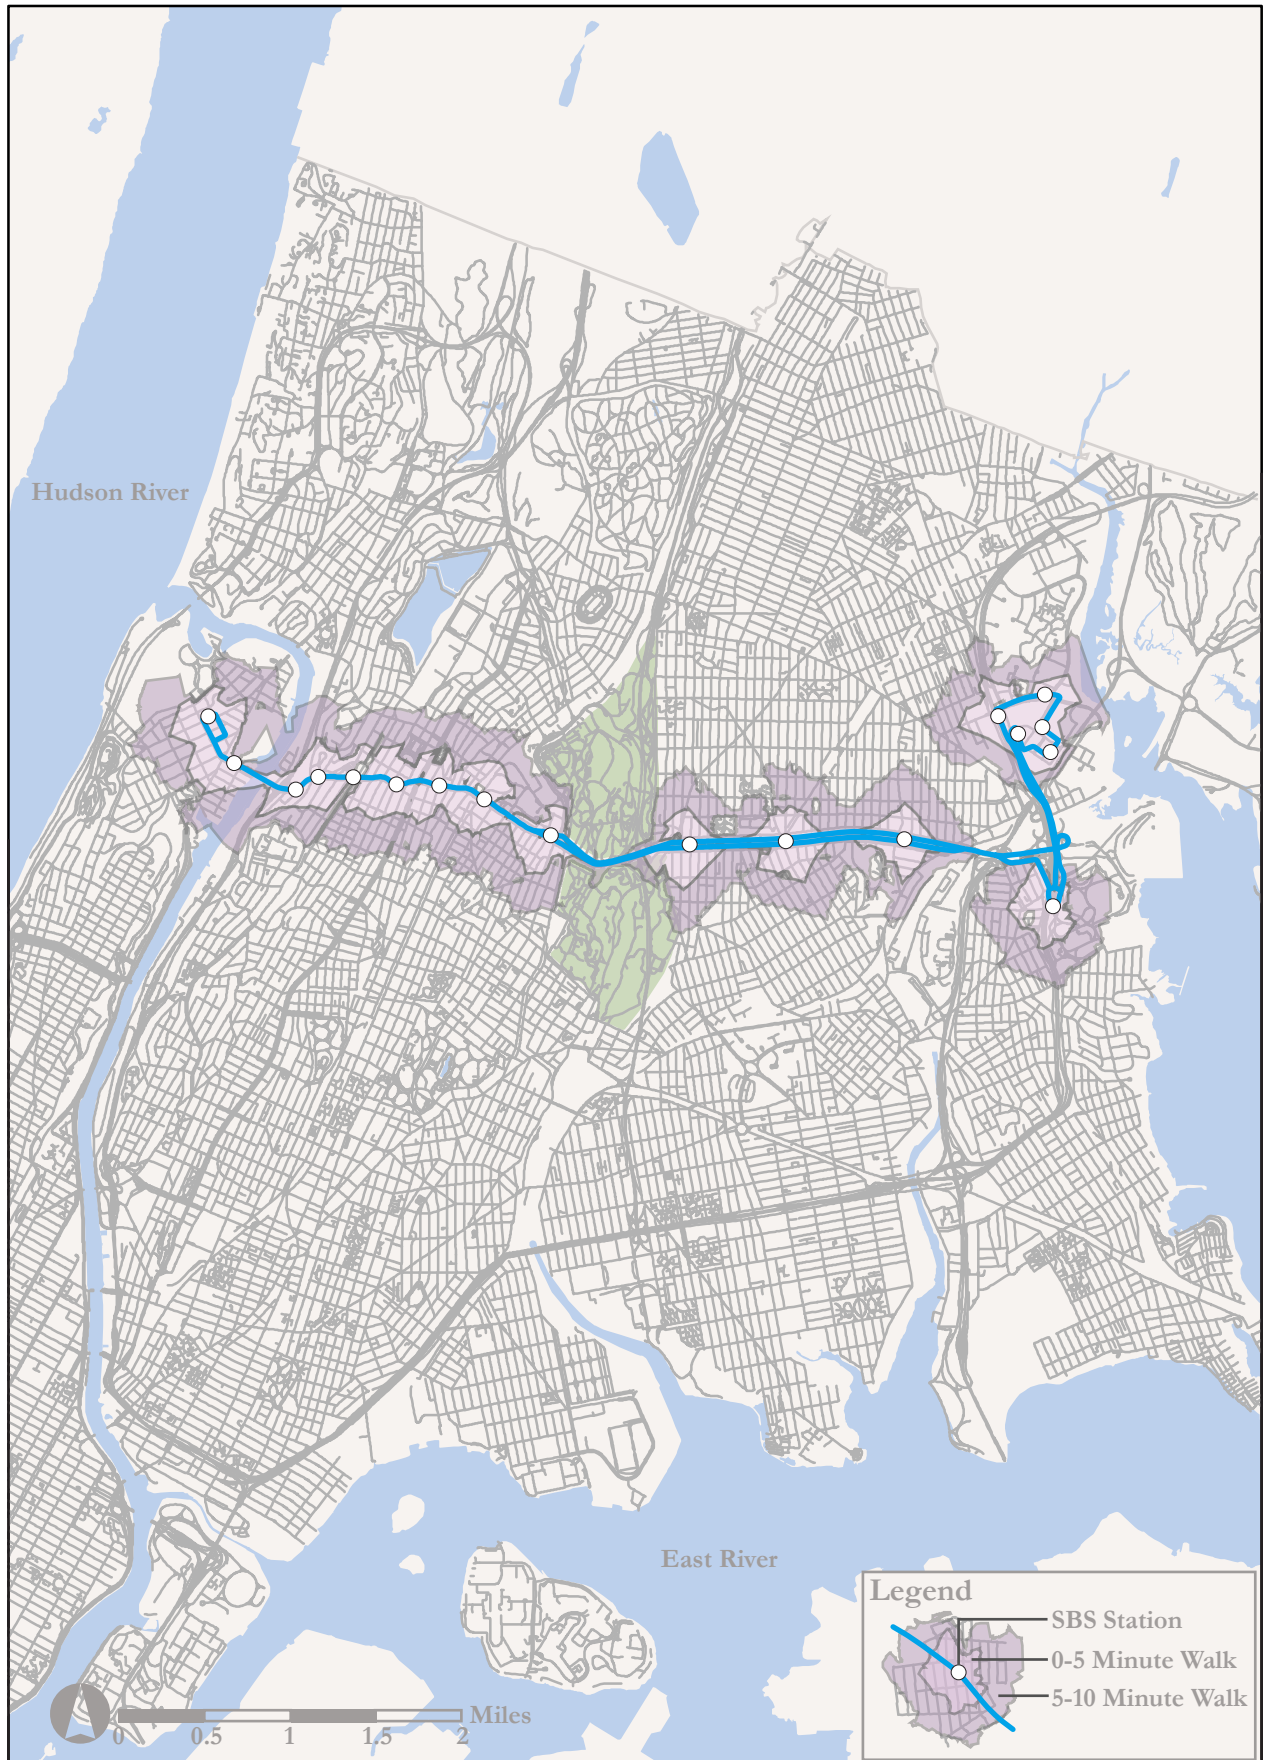 Hudson River
East River
Legend
SBS Station
0-5 Minute Walk
5-10 Minute Walk
Miles
0 0.5 1 1.5 2